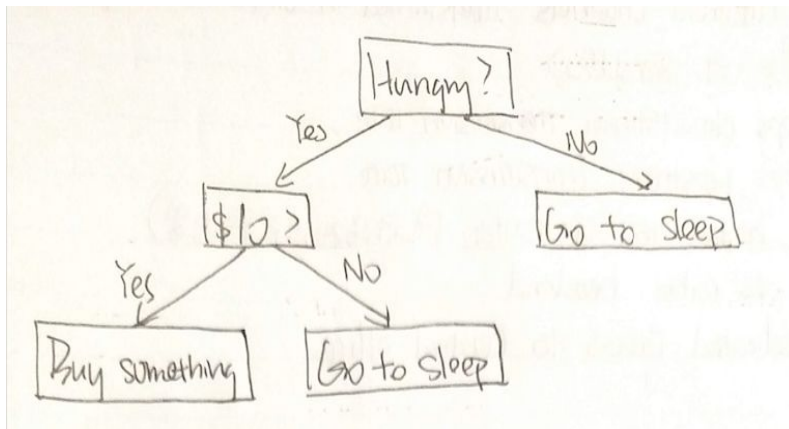 Hungry?
Yes
No
$10?
Go to sleep
Yes
No
Buy something
Go to sleep